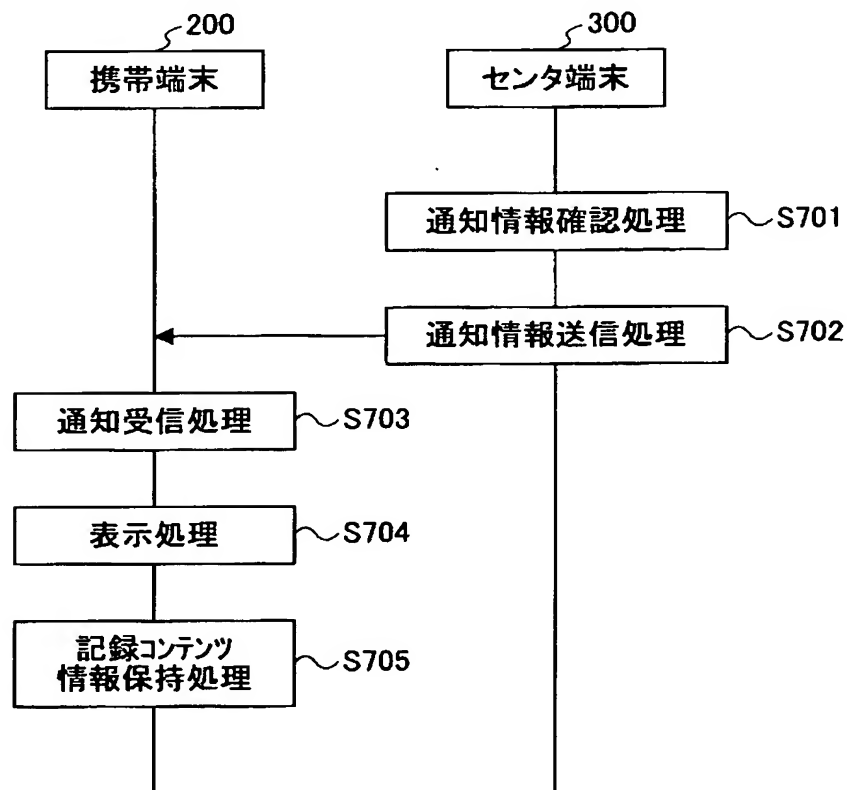 200
300
携帯端末
センタ端末
通知情報確認処理
S701
通知情報送信処理
S702
通知受信処理
S703
表示処理
S704
記録コンテンツ
情報保持処理
S705